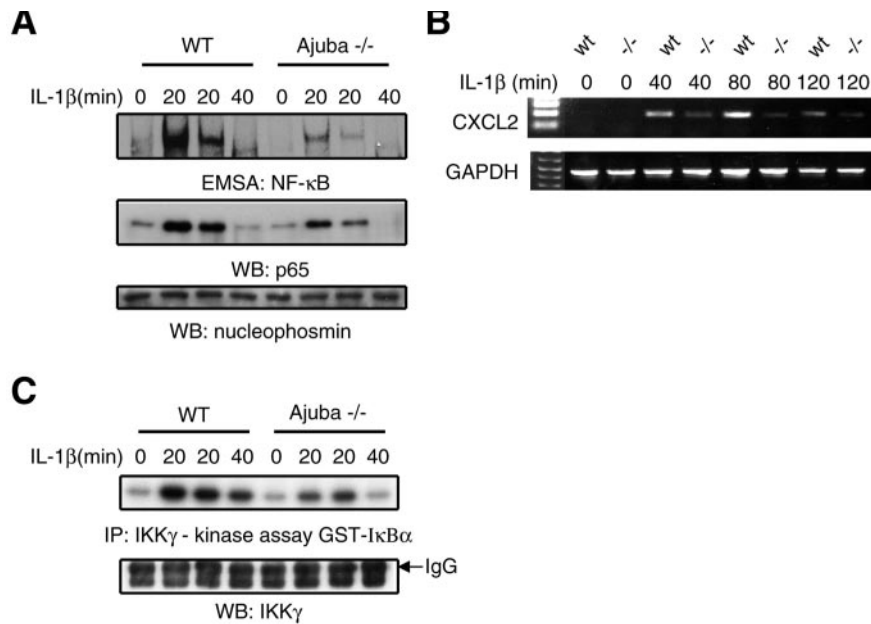 A
WT Ajuba -/-
IL-1β(min) 0 20 20 40 0 20 20 40
EMSA: NF-κB
WB: p65
WB: nucleophosmin
B
wt -/- wt -/- wt -/- wt -/-
IL-1β (min) 0 0 40 40 80 80 120 120
CXCL2
GAPDH
C
WT Ajuba -/-
IL-1β(min) 0 20 20 40 0 20 20 40
IP: IKKγ - kinase assay GST-IκBα
IgG
WB: IKKγ